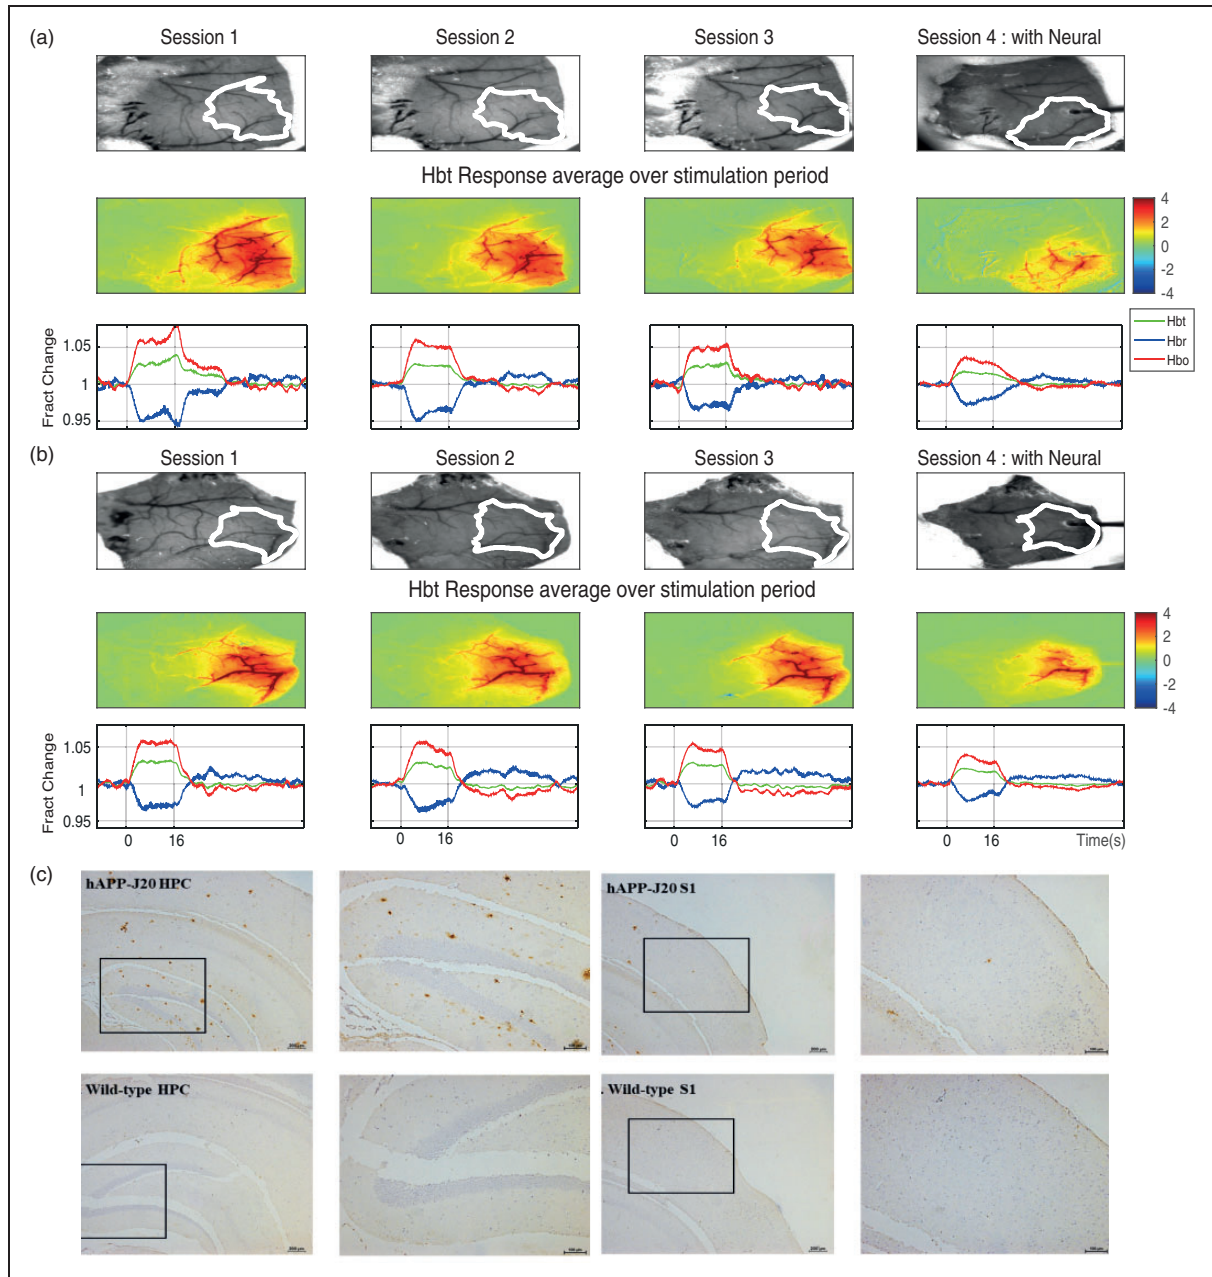 (a)
Session 1
Session 2
Session 3
Session 4 : with Neural
Hbt Response average over stimulation period
4
2
0
-2
-4
Hbt
Hbr
Hbo
Fract Change
1.05
1
0.95
(b)
Session 1
Session 2
Session 3
Session 4 : with Neural
Hbt Response average over stimulation period
4
2
0
-2
-4
Fract Change
1.05
1
0.95
0 16
0 16
0 16
0 16
Time(s)
(c)
hAPP-J20 HPC
hAPP-J20 S1
Wild-type HPC
. Wild-type S1